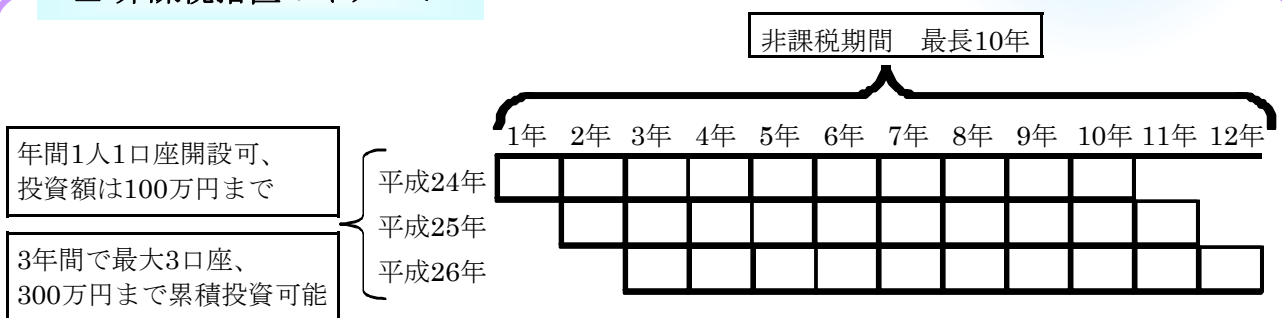 非課税期間　最長10年
1年 2年 3年 4年 5年 6年 7年 8年 9年 10年 11年 12年
年間1人1口座開設可、
投資額は100万円まで
平成24年
平成25年
3年間で最大3口座、
300万円まで累積投資可能
平成26年